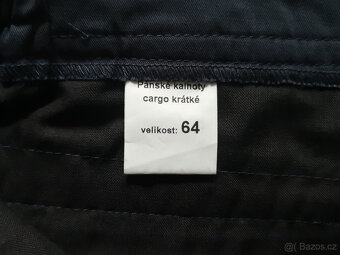 Pánské kalhoty
cargo krátké
velikost: 64
Bazos.cz